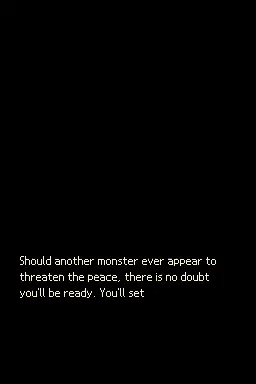 Should another monster ever appear to
threaten the peace, there is no doubt
you'll be ready. You'll set